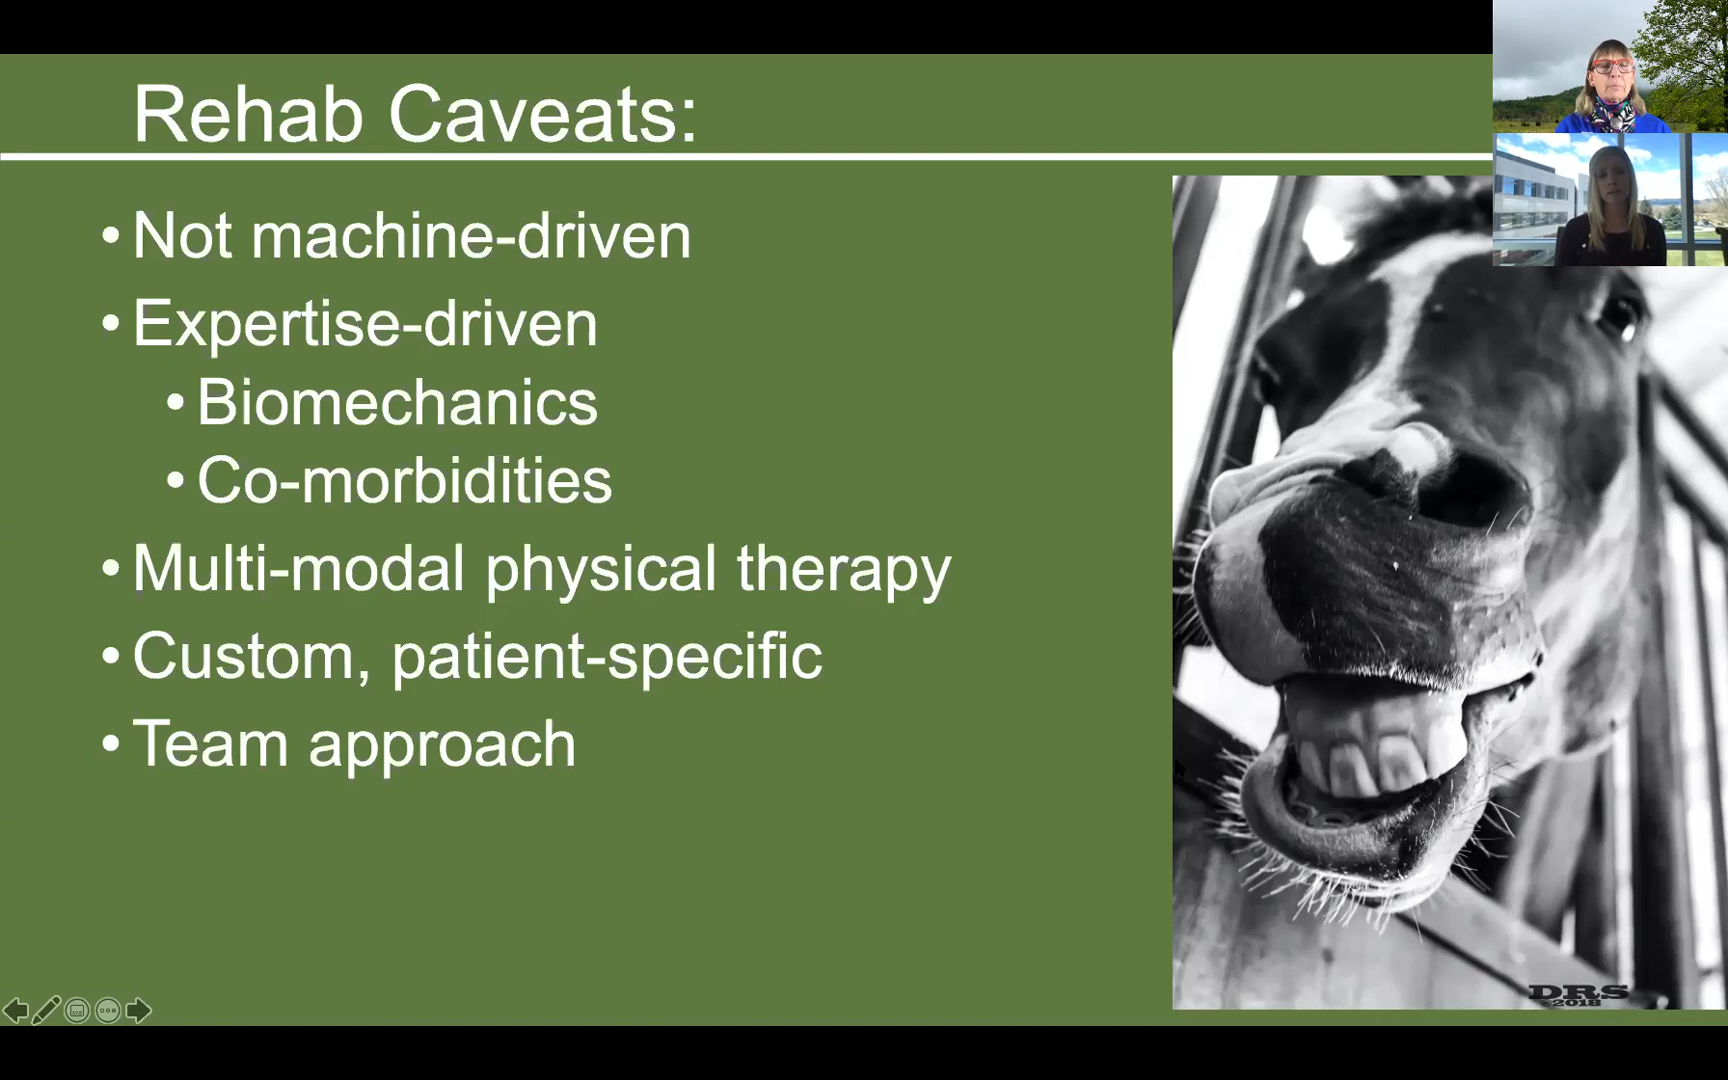 Rehab Caveats:
• Not machine-driven
• Expertise-driven
• Biomechanics
• Co-morbidities
• Multi-modal physical therapy
• Custom, patient-specific
• Team approach
DRS
©2018